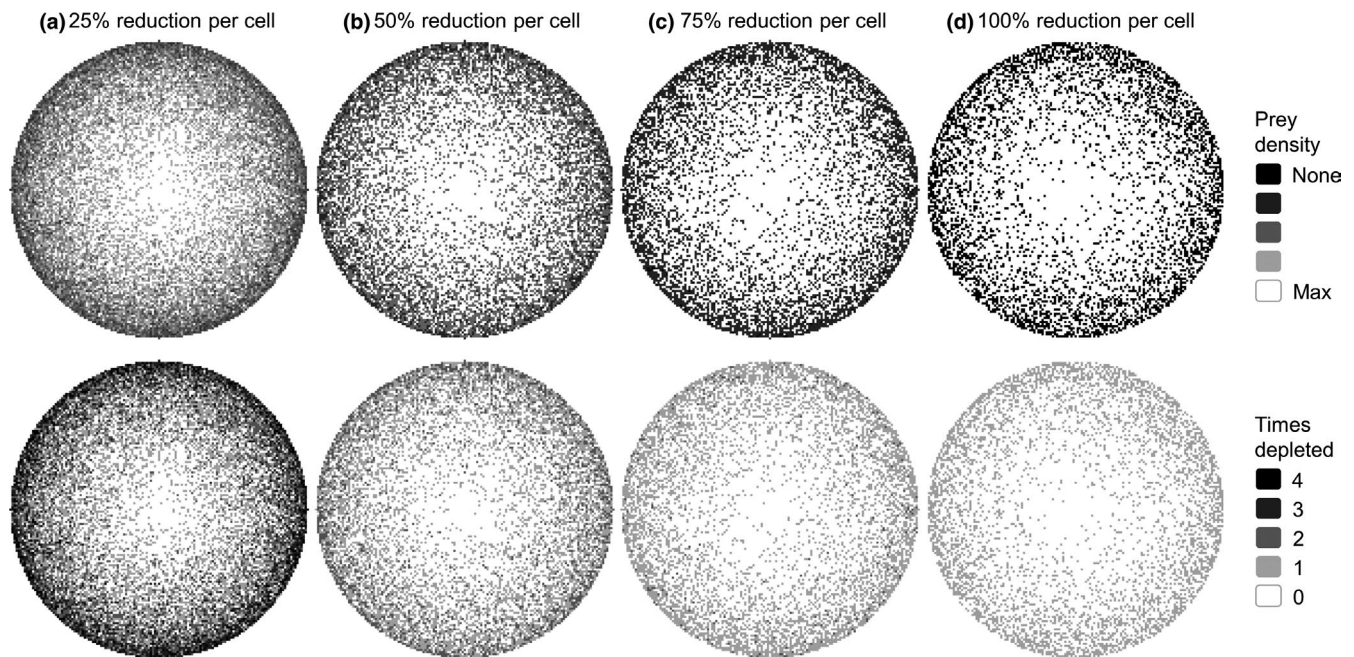 (a) 25% reduction per cell
(b) 50% reduction per cell
(c) 75% reduction per cell
(d) 100% reduction per cell
Prey
density
None
Max
Times
depleted
4
3
2
1
0